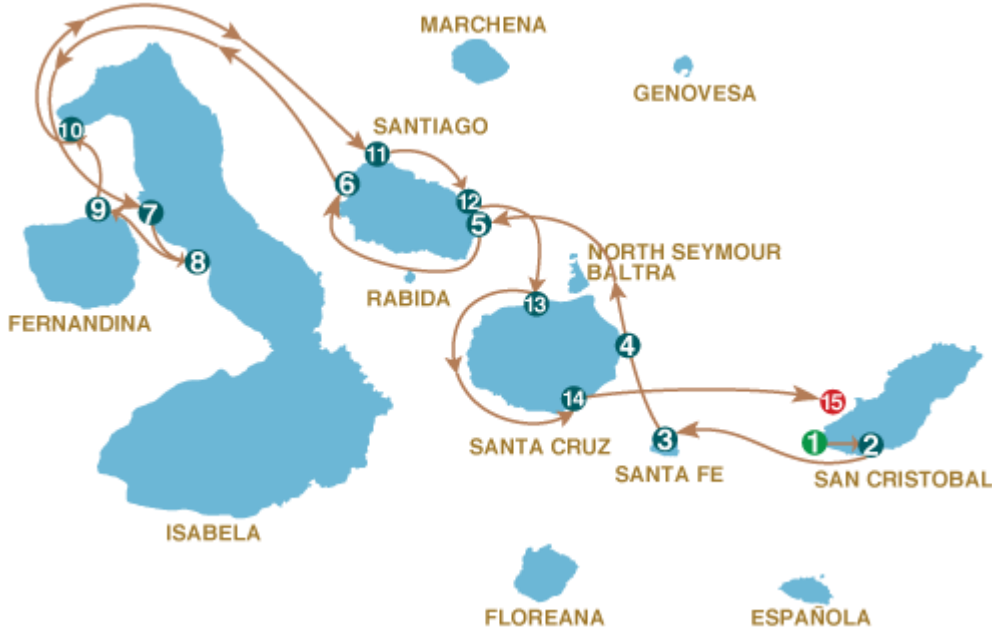 MARCHENA
GENOVESA
SANTIAGO
10
11
6
12
5
9
7
8
NORTH SEYMOUR
BALTRA
RABIDA
13
FERNANDINA
4
14
15
3
1
2
SANTA CRUZ
SANTA FE
SAN CRISTOBAL
ISABELA
FLOREANA
ESPAÑOLA